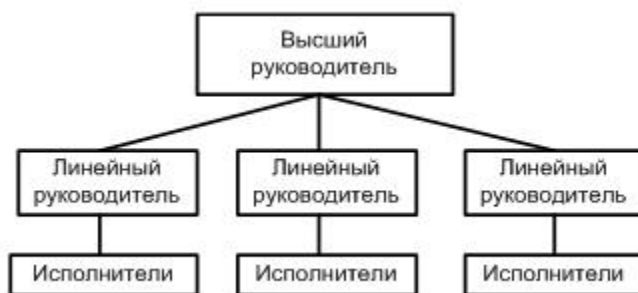 Высший
руководитель
Линейный
руководитель
Линейный
руководитель
Линейный
руководитель
Исполнители
Исполнители
Исполнители